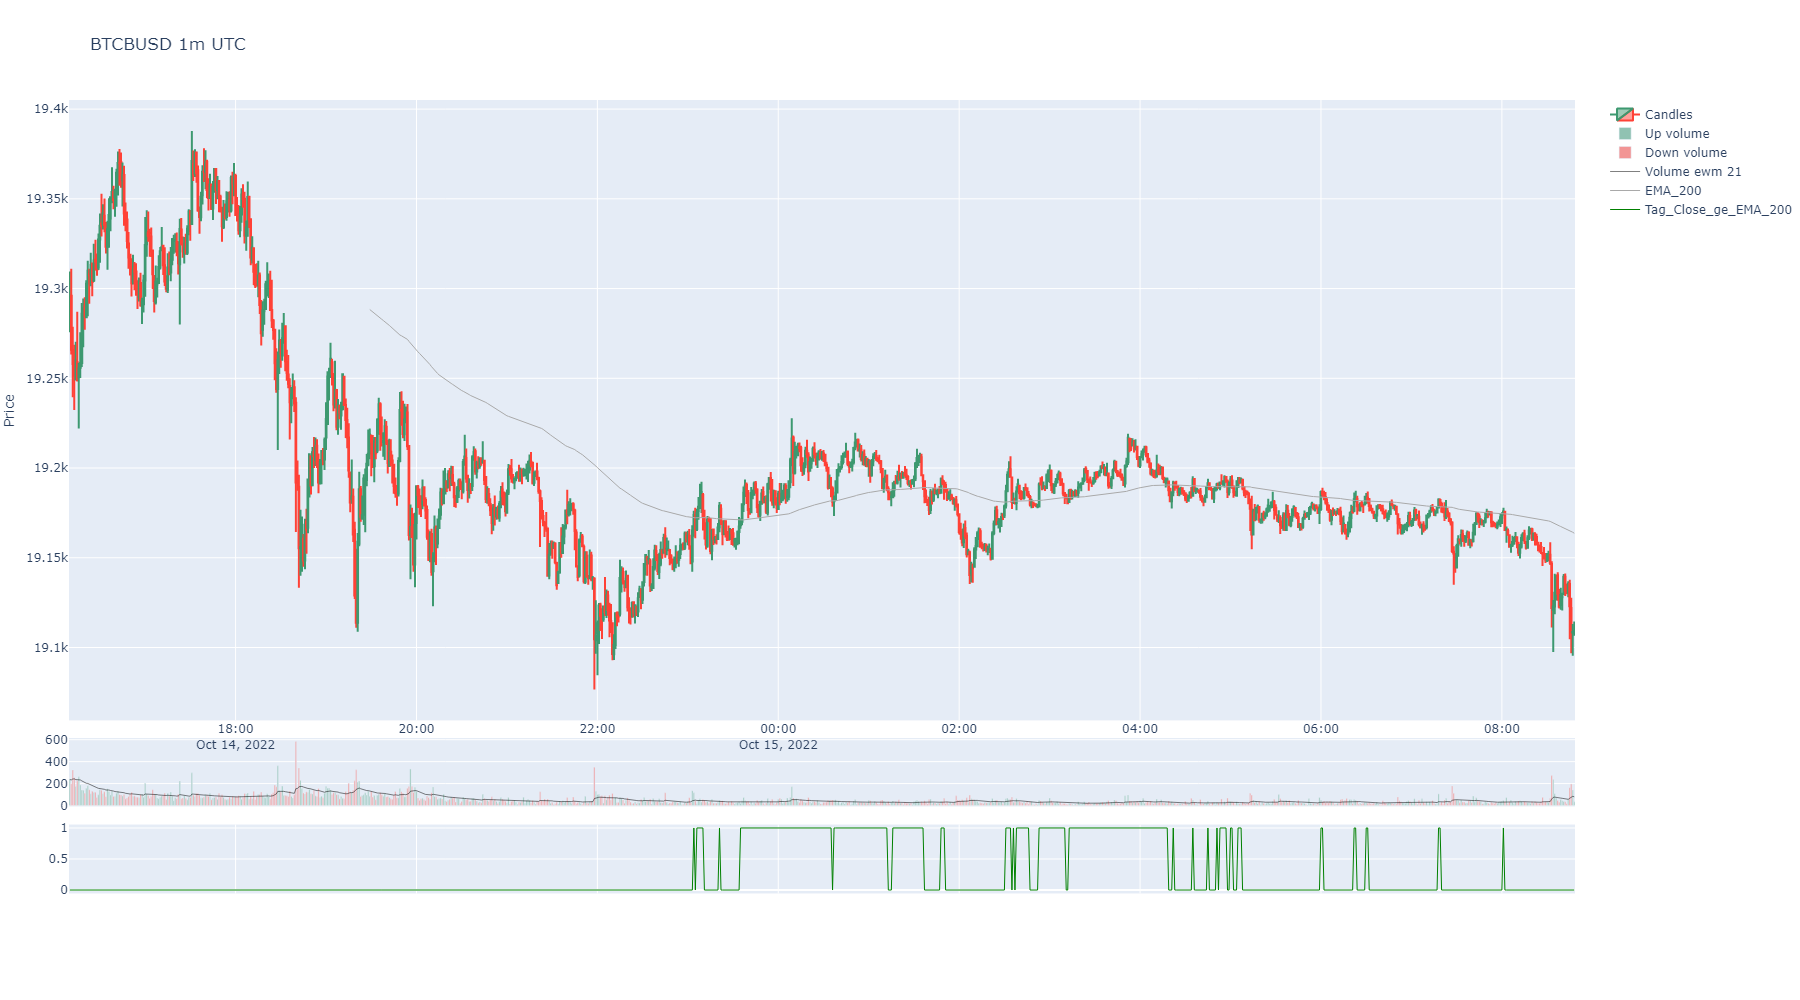 BTCBUSD 1m UTC
19.4k
19.35k
19.3k
19.25k
19.2k
19.15k
19.1k
Price
18:00
Oct 14, 2022
20:00
22:00
00:00
Oct 15, 2022
02:00
04:00
06:00
08:00
600
400
200
0
1
0.5
0
Candles
Up volume
Down volume
Volume ewm 21
EMA_200
Tag_Close_ge_EMA_200